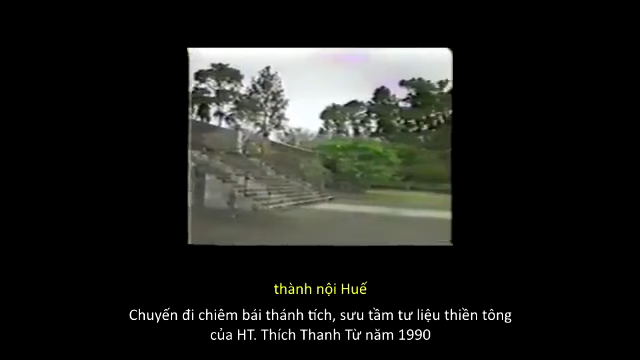 thành nội Huế
Chuyến đi chiêm bái thánh tích, sưu tầm tư liệu thiền tông
của HT. Thích Thanh Từ năm 1990